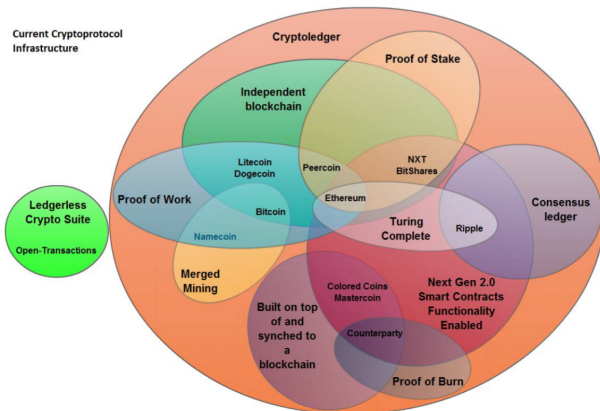 Current Cryptoprotocol
Infrastructure
Cryptoledger
Proof of Stake
Independent
blockchain
Litecoin
Dogecoin
Peercoin
NXT
BitShares
Ledgerless
Crypto Suite
Open-Transactions
Proof of Work
Ethereum
Bitcoin
Turing
Complete
Ripple
Consensus
ledger
Namecoin
Merged
Mining
Colored Coins
Mastercoin
Next Gen 2.0
Smart Contracts
Functionality
Enabled
Built on top
of and
synched to
a
blockchain
Counterparty
Proof of Burn